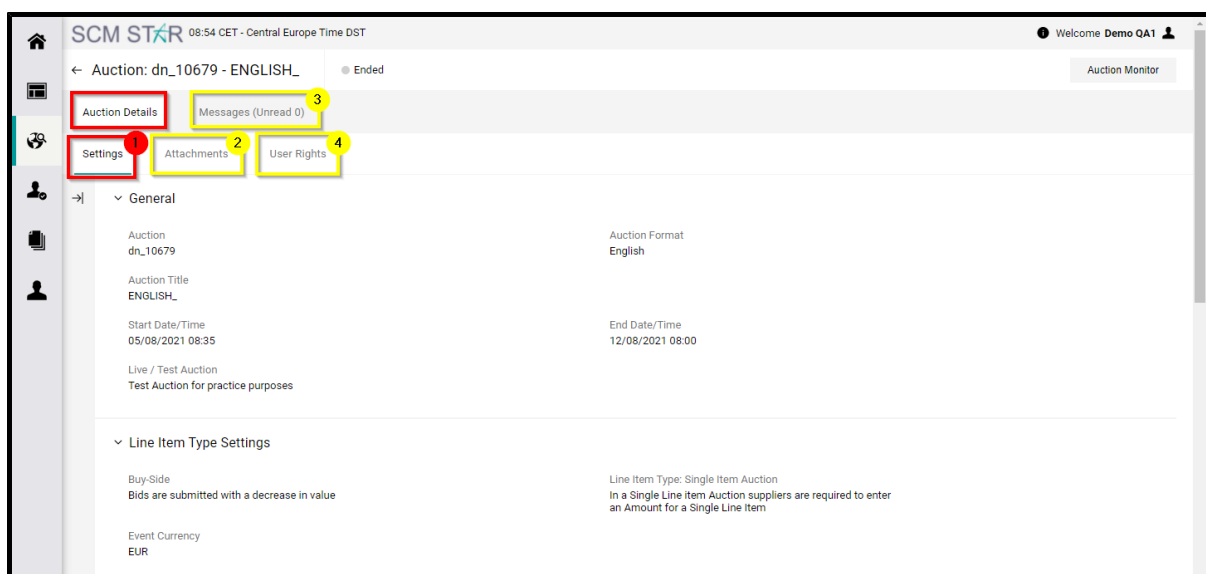 SCM STAR 08:54 CET - Central Europe Time DST
Welcome Demo QA1
← Auction: dn_10679 - ENGLISH_
Ended
Auction Monitor
Auction Details
Messages (Unread 0)
3
Settings
1
Attachments
2
User Rights
4
General
Auction
dn_10679
Auction Format
English
Auction Title
ENGLISH_
Start Date/Time
05/08/2021 08:35
End Date/Time
12/08/2021 08:00
Live / Test Auction
Test Auction for practice purposes
Line Item Type Settings
Buy-Side
Bids are submitted with a decrease in value
Line Item Type: Single Item Auction
In a Single Line item Auction suppliers are required to enter
an Amount for a Single Line Item
Event Currency
EUR